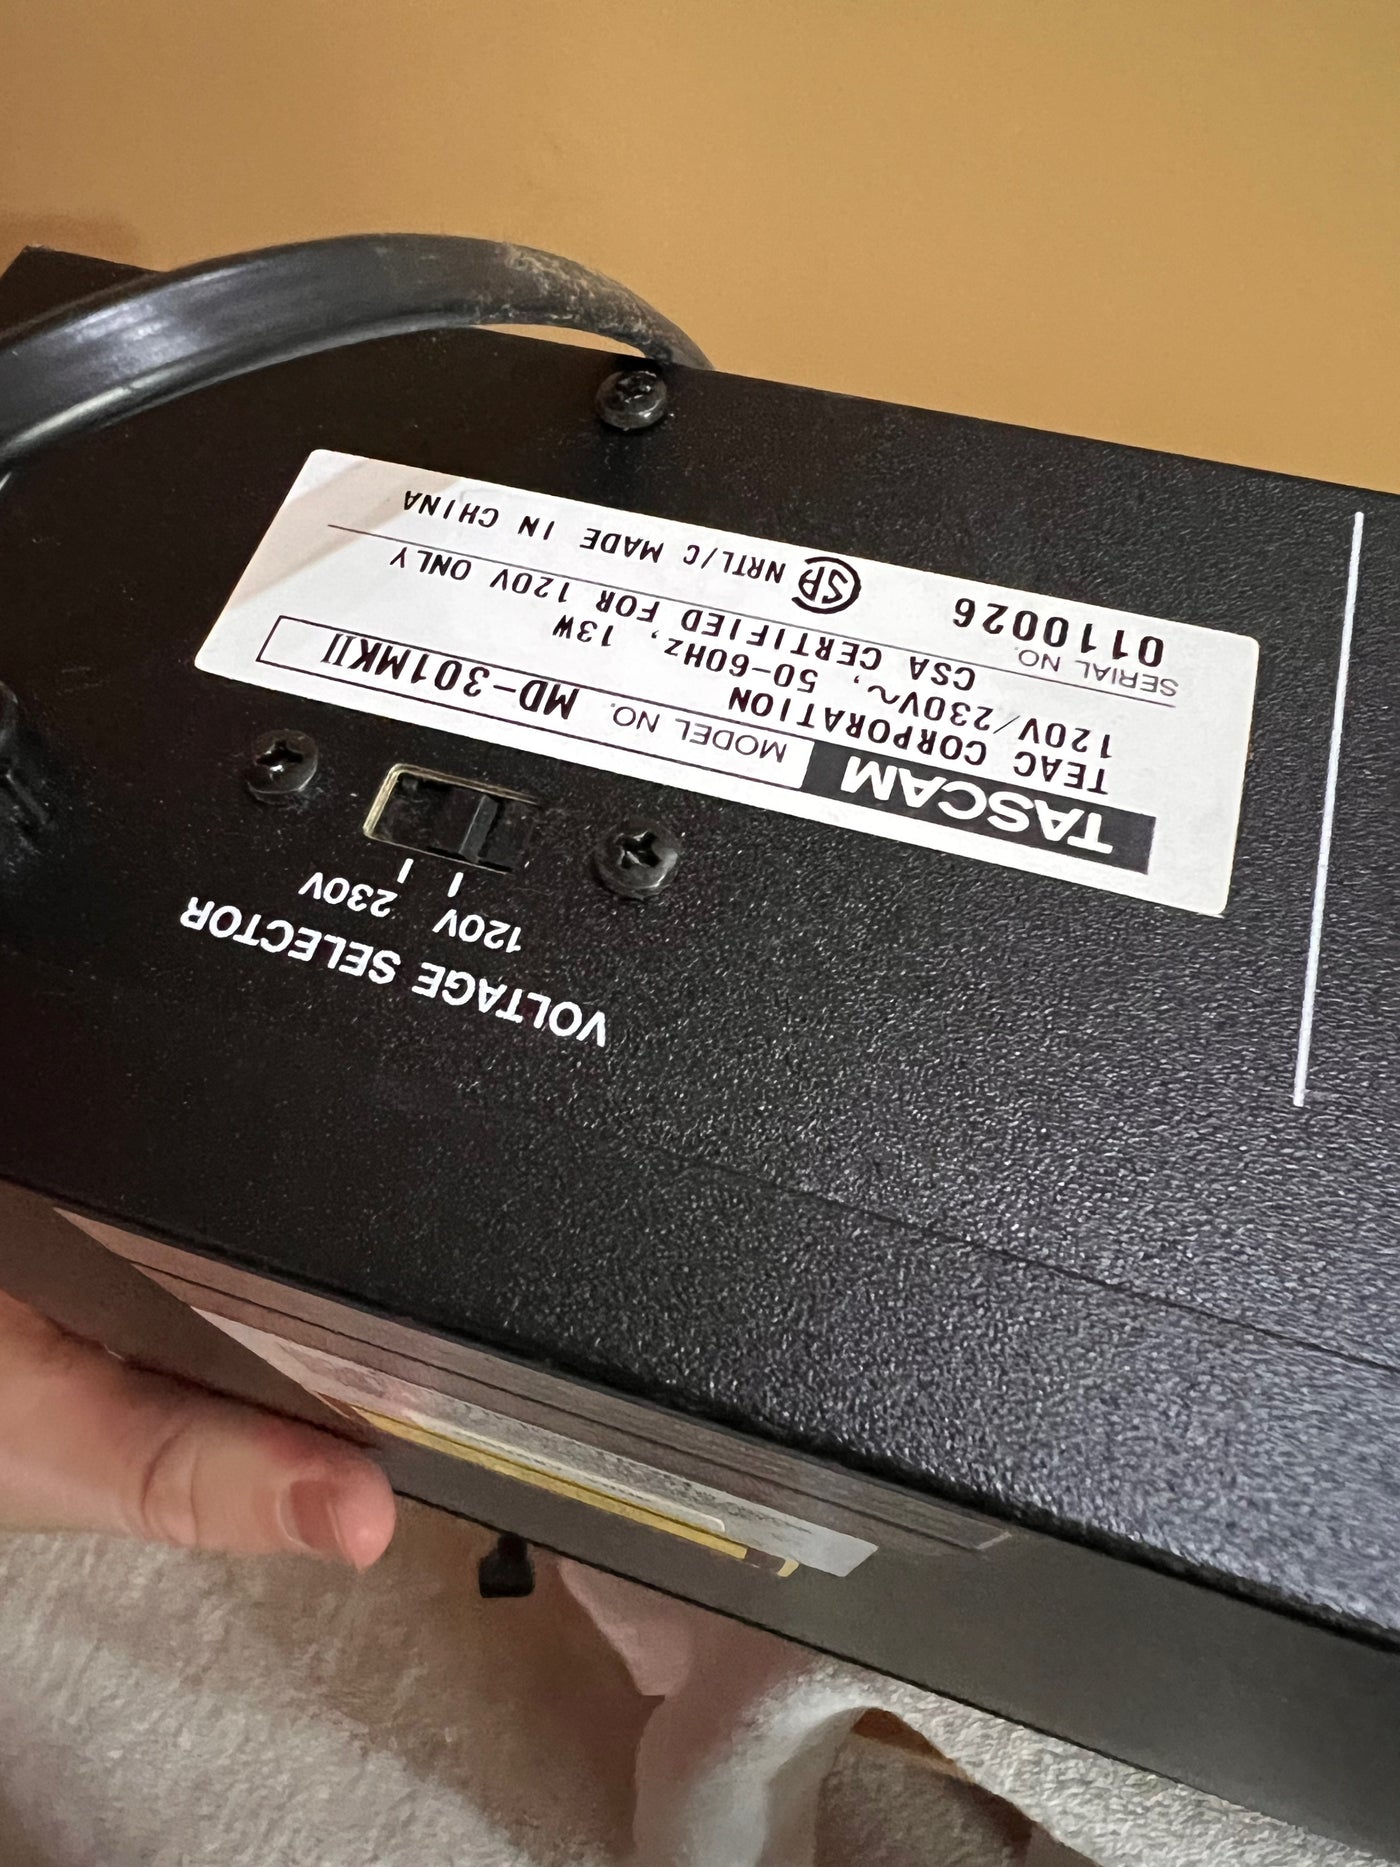 TASCAM MODEL NO. MD-301MKII
TEAC CORPORATION
120V/230V~, 50-60Hz, 13W
CSA CERTIFIED FOR 120V ONLY
SERIAL NO.
0110026 NRTL/C MADE IN CHINA
VOLTAGE SELECTOR
120V 230V